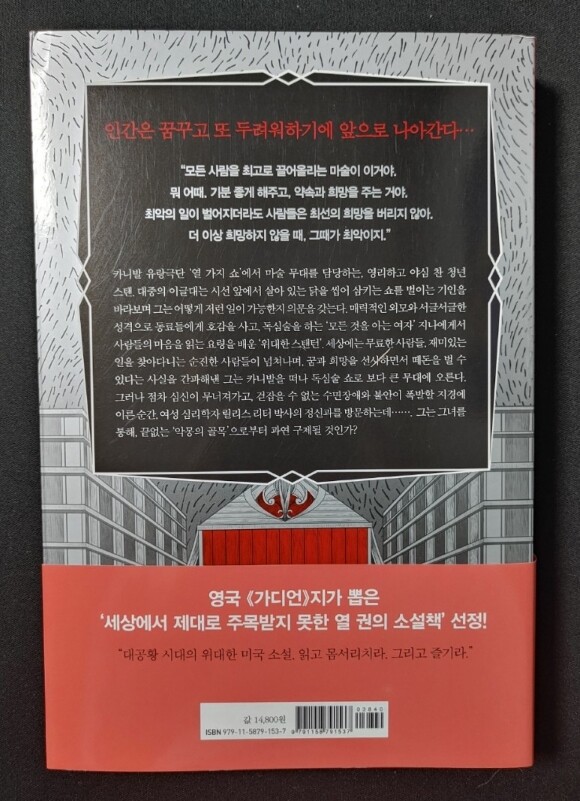 인간은 꿈꾸고 또 두려워하기에 앞으로 나아간다…
“모든 사람을 최고로 끌어올리는 마술이 이거야.
뭐 어때. 기분 좋게 해주고, 약속과 희망을 주는 거야.
최악의 일이 벌어지더라도 사람들은 최선의 희망을 버리지 않아.
더 이상 희망하지 않을 때, 그때가 최악이지.”
카니발 유랑극단 ‘열 가지 쇼’에서 마술 무대를 담당하는, 영리하고 야심 찬 청년
스탠. 대중의 이글대는 시선 앞에서 살아 있는 닭을 씹어 삼키는 쇼를 벌이는 기인을
바라보며 그는 어떻게 저런 일이 가능한지 의문을 갖는다. 매력적인 외모와 서글서글한
성격으로 동료들에게 호감을 사고, 독심술을 하는 ‘모든 것을 아는 여자’ 지나에게서
사람들의 마음을 읽는 요령을 배운 ‘위대한 스탠턴’. 세상에는 무료한 사람들, 재미있는
일을 찾아다니는 순진한 사람들이 넘쳐나며, 꿈과 희망을 선사하면서 떼돈을 벌 수
있다는 사실을 간파해낸 그는 카니발을 떠나 독심술 쇼로 보다 큰 무대에 오른다.
그러나 점차 심신이 무너져가고, 걷잡을 수 없는 수면장애와 불안이 폭발할 지경에
이른 순간, 여성 심리학자 릴리스 리터 박사의 정신과를 방문하는데……. 그는 그녀를
통해, 끝없는 ‘악몽의 골목’으로부터 과연 구제될 것인가?
영국 《가디언》지가 뽑은
‘세상에서 제대로 주목받지 못한 열 권의 소설책’ 선정!
“대공황 시대의 위대한 미국 소설. 읽고 몸서리치라. 그리고 즐기라.”
값 14,800원
03840
ISBN 979-11-5879-153-7
9 791158 791537